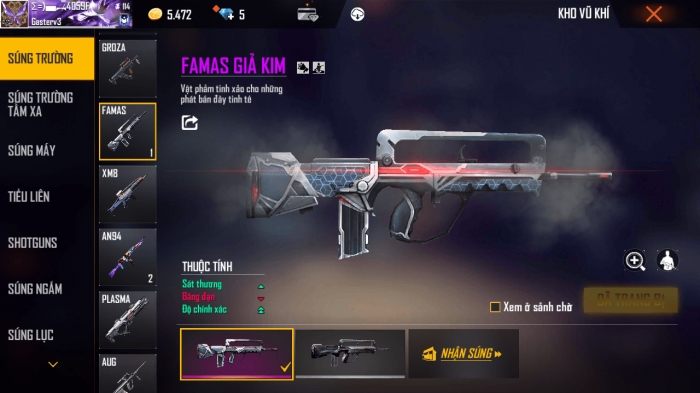 # 114
Gasterv3
5.472
5
KHO VŨ KHÍ
SÚNG TRƯỜNG
SÚNG TRƯỜNG
TẦM XA
SÚNG MÁY
TIỂU LIÊN
SHOTGUNS
SÚNG NGẮM
SÚNG LỤC
GROZA
FAMAS
1
XM8
AN94
2
PLASMA
AUG
FAMAS GIẢ KIM
Vật phẩm tinh xảo cho những
phát bắn đầy tinh tế
THUỘC TÍNH
Sát thương
Băng đạn
Độ chính xác
Xem ở sảnh chờ
ĐÃ TRANG BỊ
NHẬN SÚNG